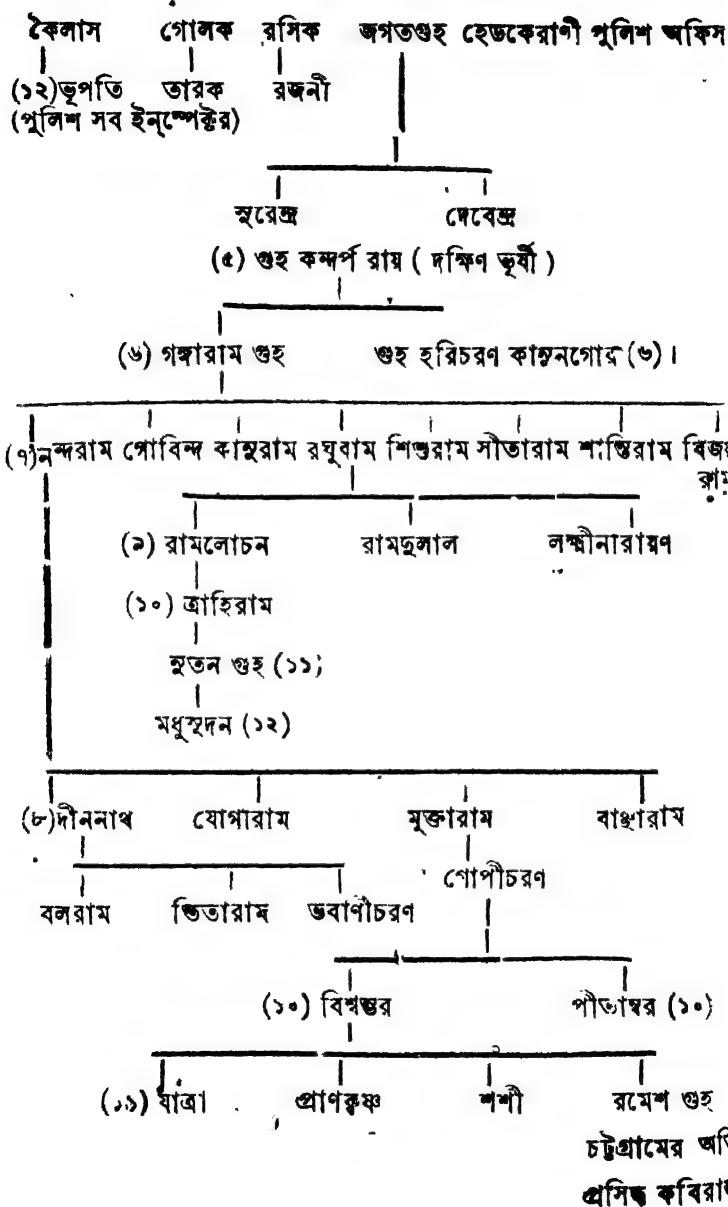 কৈলাস গোলক রসিক জগতগুহ হেডকেরাণী পুলিশ অফিস
(১২)ভূপতি তারক রজনী
(পুলিশ সব ইন্‌স্পেক্টর)
সুরেন্দ্র দেবেন্দ্র
(৫) গুহ কন্দর্প রায় ( দক্ষিণ ভূর্ষী )
(৬) গঙ্গারাম গুহ গুহ হরিচরণ কানুনগোর (৬) ।
(৭)নন্দরাম গোবিন্দ কানুরাম রঘুরাম শিশুরাম সীতারাম শান্তিরাম বিজয়
রাম
(৯) রামলোচন রামদুলাল লক্ষ্মীনারায়ণ
(১০) ত্রাহিরাম
নুতন গুহ (১১;
মধুসূদন (১২)
(৮)দীননাথ যোগারাম মুক্তারাম বাঞ্ছারাম
গোপীচরণ
বলরাম তিতারাম ভবাণীচরণ
(১০) বিশ্বম্ভর পীতাম্বর (১০)
(১১) যাত্রা প্রাণকৃষ্ণ শশী রমেশ গুহ
চট্টগ্রামের অতি
প্রসিদ্ধ কবিরাজ